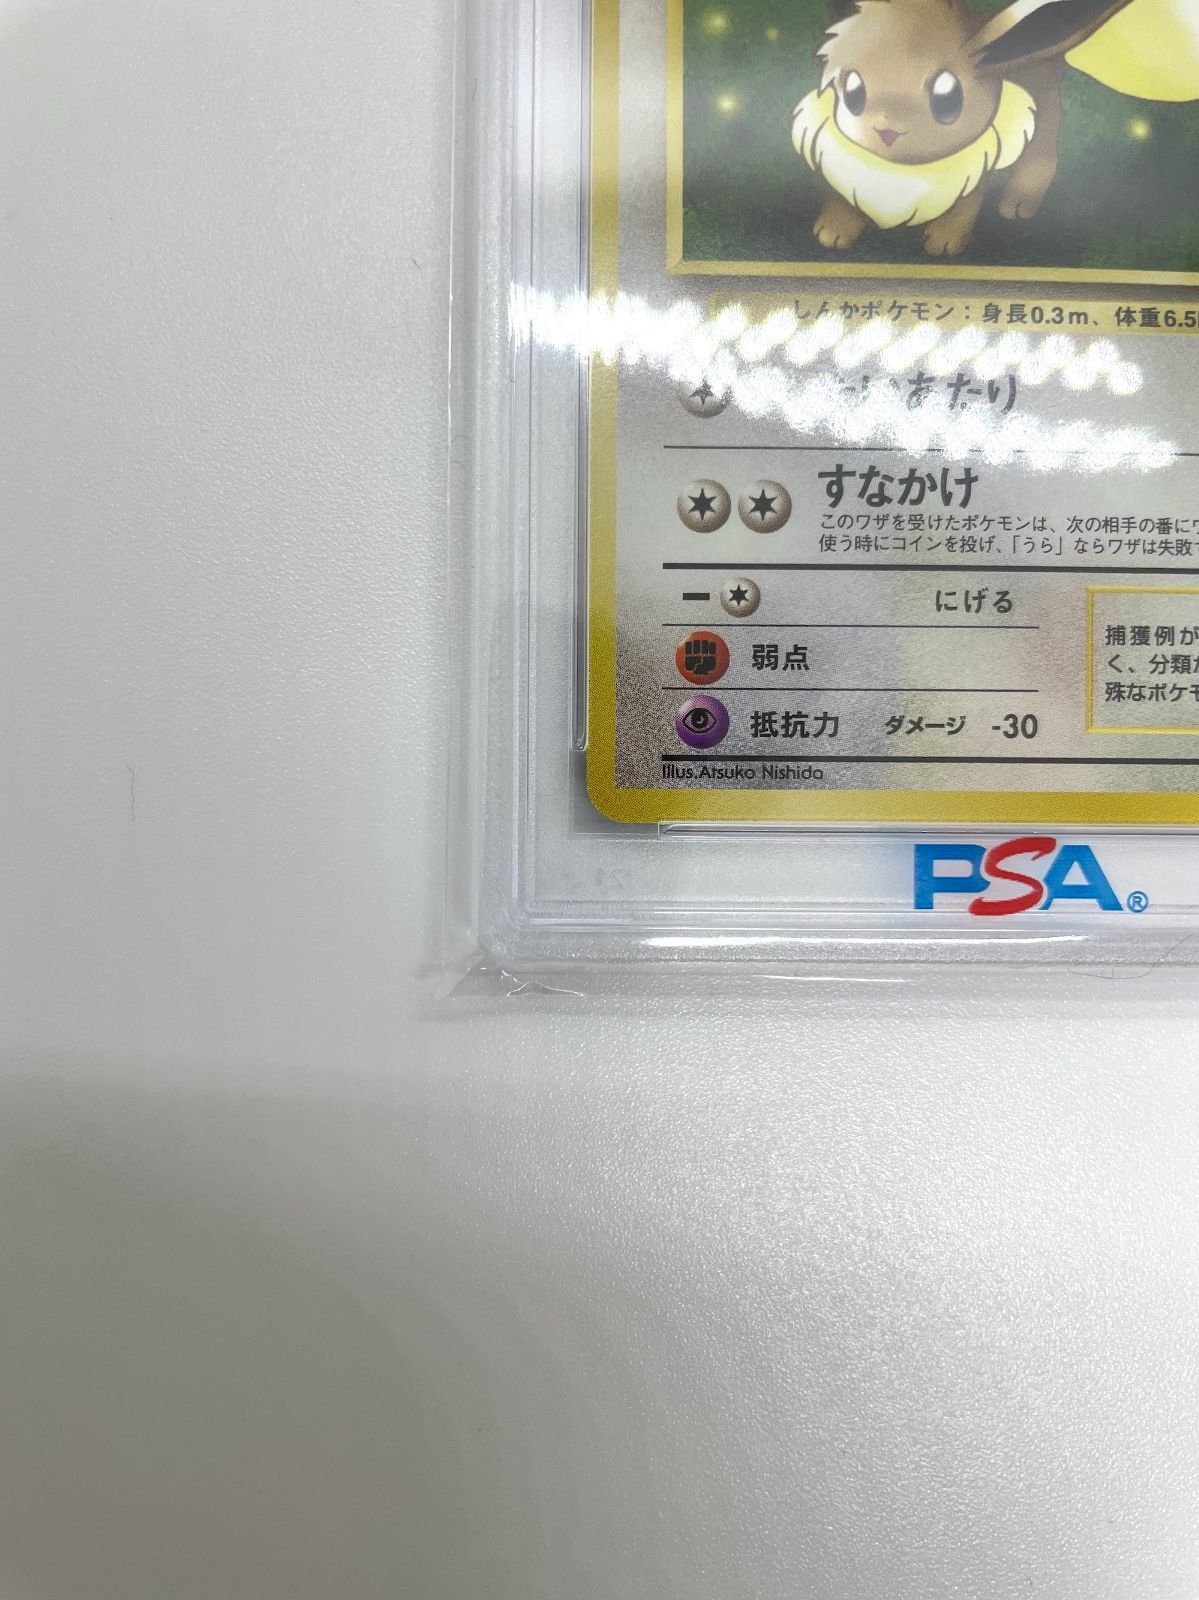 しんかポケモン：身長0.3m、体重6.5
たいあたり
すなかけ
このワザを受けたポケモンは、次の相手の番にワ
使う時にコインを投げ、「うら」ならワザは失敗
にげる
弱点
抵抗力 ダメージ -30
捕獲例が
く、分類が
殊なポケモ
Illus.Atsuko Nishida
PSA®